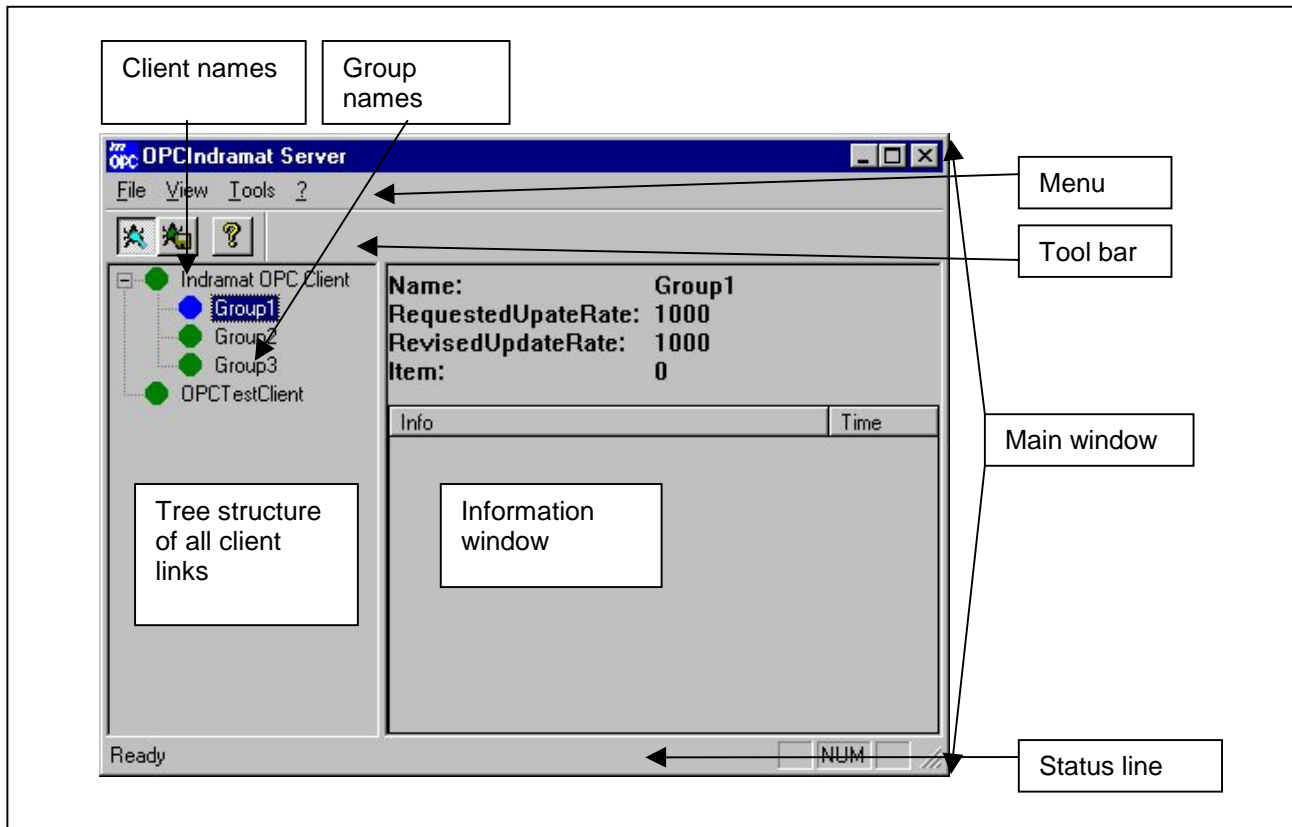 Client names
Group
names
OPCIndramat Server
File View Tools ?
Menu
Tool bar
Indramat OPC Client
Group1
Group2
Group3
OPCTestClient
Name: Group1
RequestedUpateRate: 1000
RevisedUpdateRate: 1000
Item: 0
Info Time
Main window
Tree structure
of all client
links
Information
window
Ready NUM
Status line